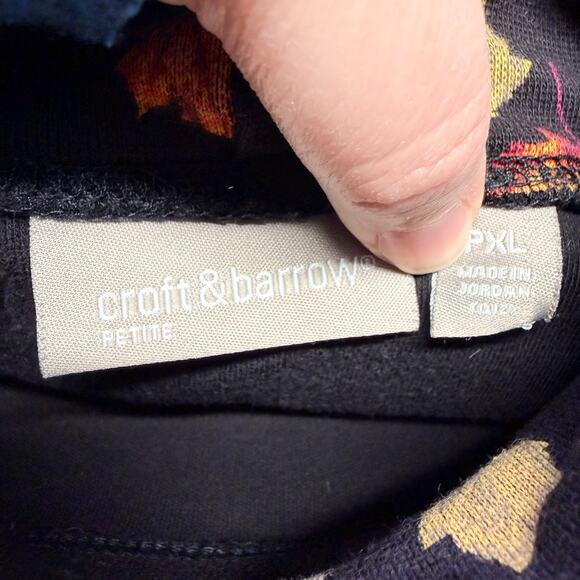 croft&barrow®
PETITE
PXL
MADE IN
JORDAN